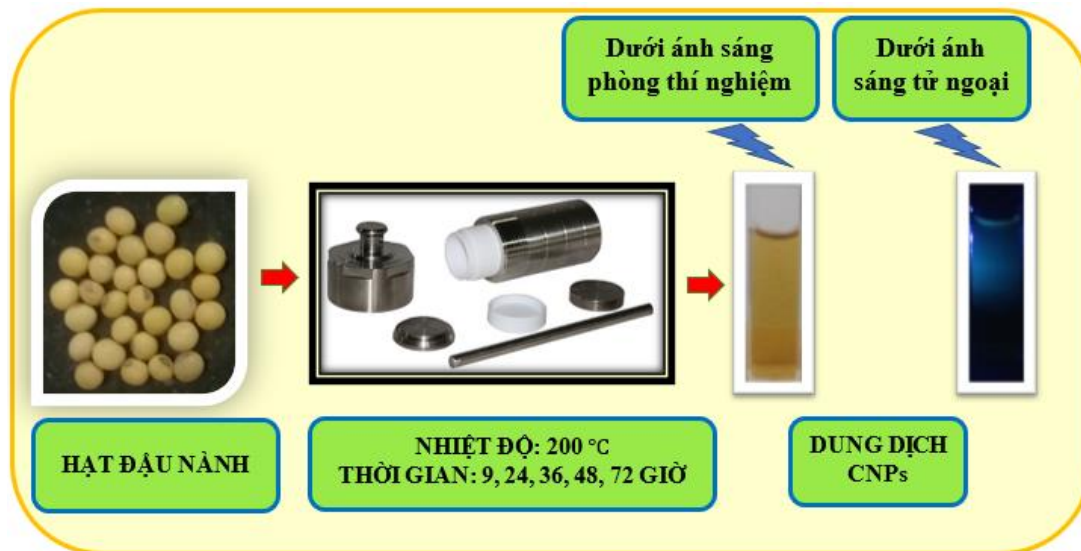 Dưới ánh sáng
phòng thí nghiệm
Dưới ánh
sáng tử ngoại
HẠT ĐẬU NÀNH
NHIỆT ĐỘ: 200 °C
THỜI GIAN: 9, 24, 36, 48, 72 GIỜ
DUNG DỊCH
CNPs